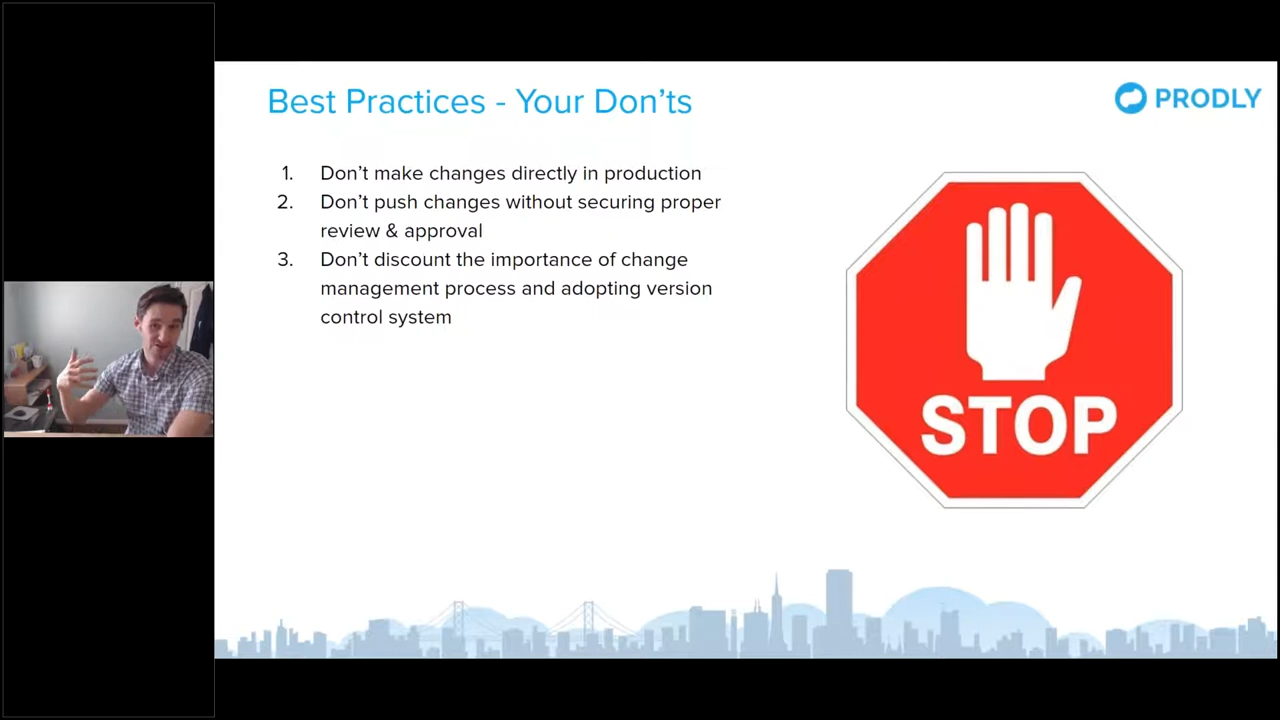 Best Practices - Your Don'ts
PRODLY
1. Don't make changes directly in production
2. Don't push changes without securing proper
review & approval
3. Don't discount the importance of change
management process and adopting version
control system
STOP